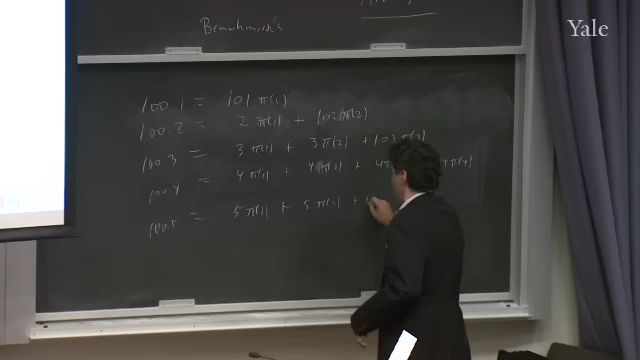 Yale
Benchmarks
100.1 = 101 π(1)
100.2 = 2 π(1) + 102 π(2)
100.3 = 3 π(1) + 3 π(2) + 103 π(3)
100.4 = 4 π(1) + 4 π(2) + 4 π(4)
100.5 = 5 π(1) + 5 π(2) +